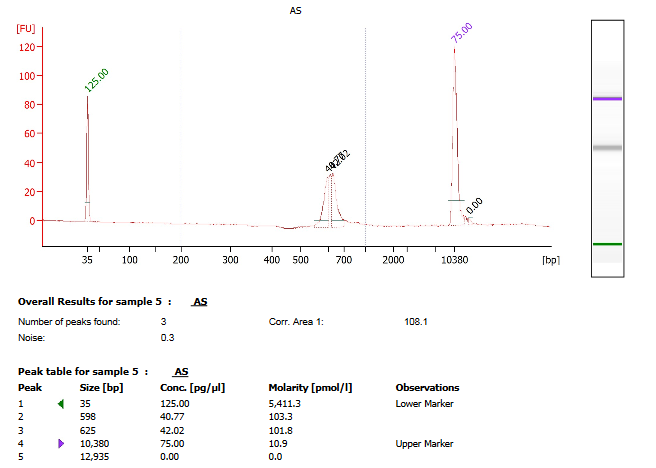 AS
[FU]
120
100
80
60
40
20
0
125.00
42.02
75.00
0.00
35 100 200 300 400 500 700 2000 10380 [bp]
Overall Results for sample 5 : AS
Number of peaks found: 3 Corr. Area 1: 108.1
Noise: 0.3
Peak table for sample 5 : AS
Peak Size [bp] Conc. [pg/µl] Molarity [pmol/l] Observations
1 35 125.00 5,411.3 Lower Marker
2 598 40.77 103.3
3 625 42.02 101.8
4 10,380 75.00 10.9 Upper Marker
5 12,935 0.00 0.0